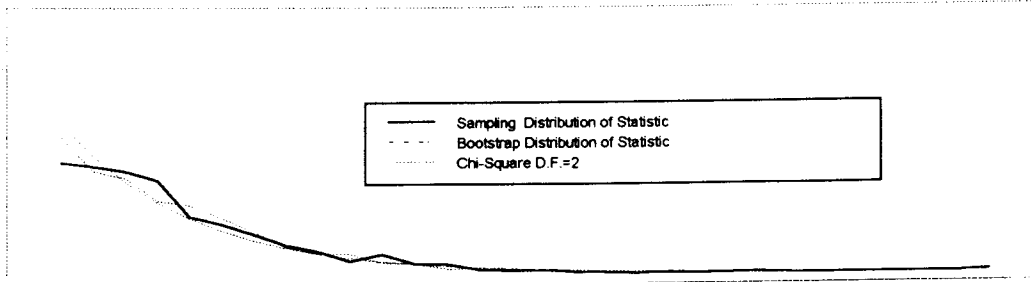 Sampling Distribution of Statistic
Bootstrap Distribution of Statistic
Chi-Square D.F.=2